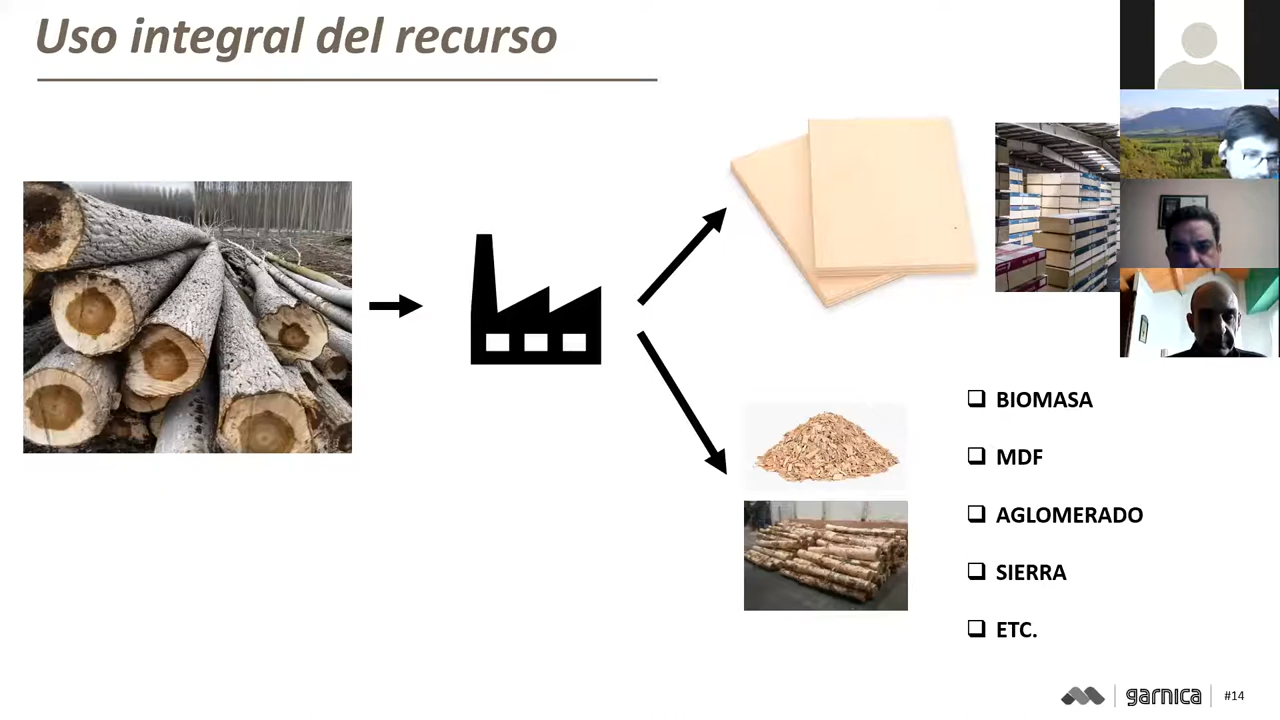 Uso integral del recurso
BIOMASA
MDF
AGLOMERADO
SIERRA
ETC.
garnica
#14